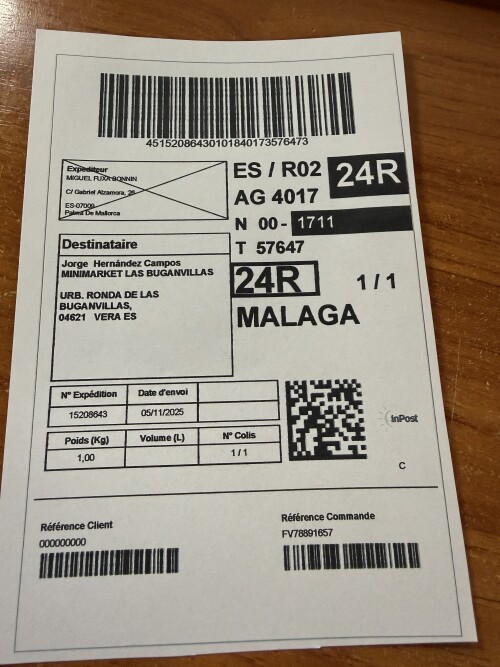 45152086430101840173576473
Expéditeur
MIGUEL FUXA BONNIN
C/ Gabriel Alzamora, 26
ES-07000
Palma De Mallorca
ES / R02
24R
AG 4017
N 00 - 1711
T 57647
24R
1 / 1
MALAGA
Destinataire
Jorge Hernández Campos
MINIMARKET LAS BUGANVILLAS
URB. RONDA DE LAS
BUGANVILLAS,
04621 VERA ES
N° Expédition Date d'envoi
15208643 05/11/2025
Poids (Kg) Volume (L) N° Colis
1,00 1 / 1
InPost
C
Référence Client
000000000
Référence Commande
FV78891657